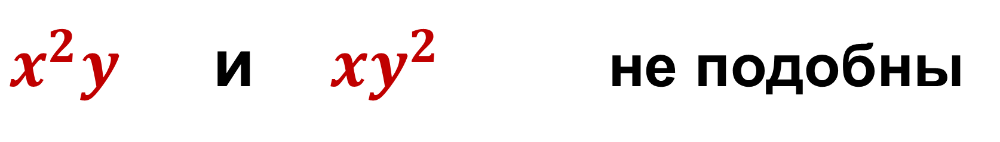 x²y и xy² не подобны